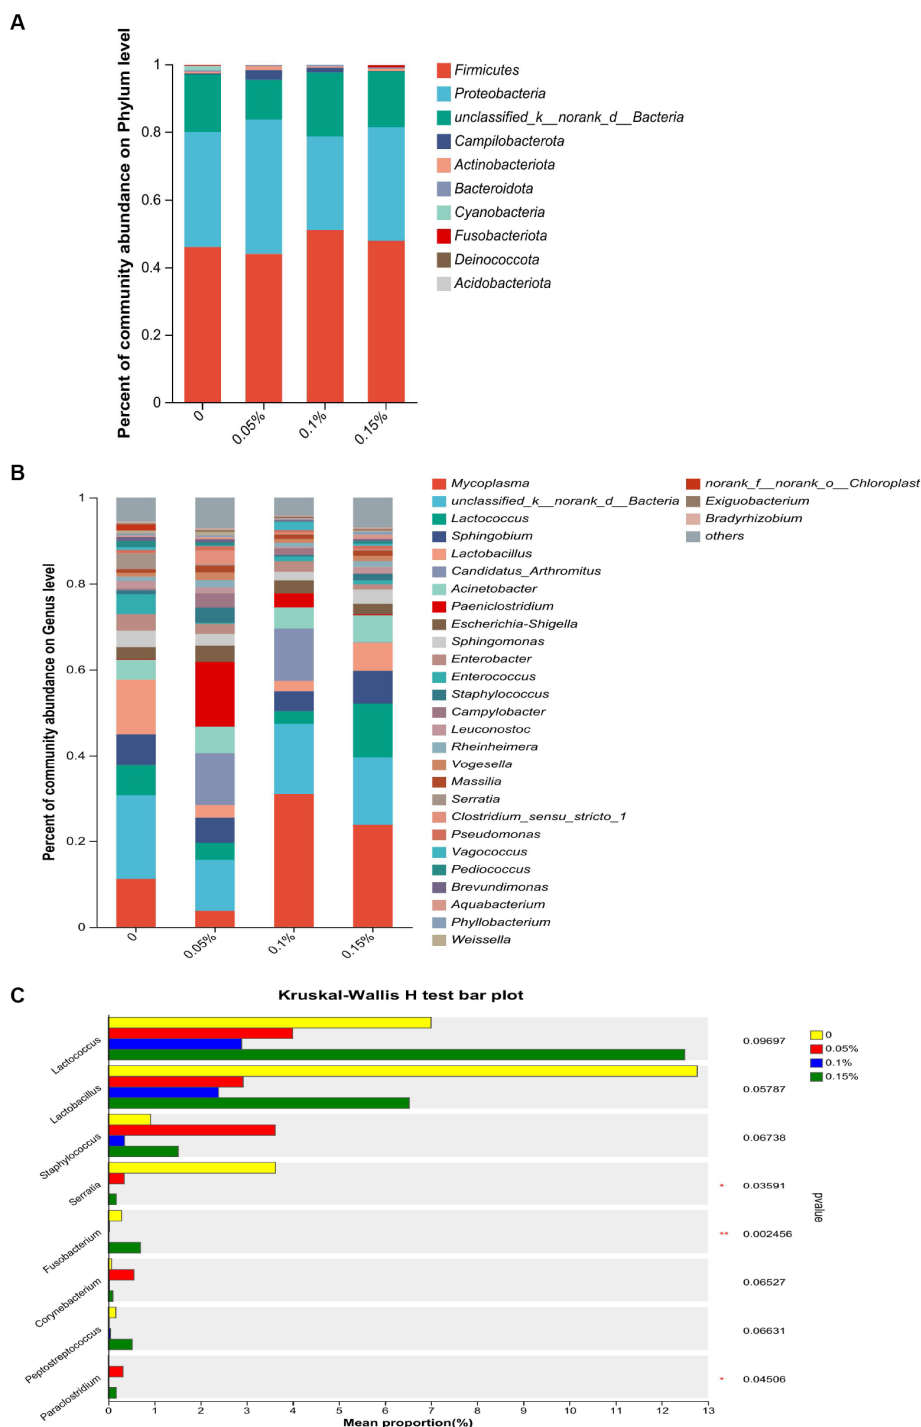 A
Percent of community abundance on Phylum level
1
0.8
0.6
0.4
0.2
0
0
0.05%
0.1%
0.15%
Firmicutes
Proteobacteria
unclassified_k__norank_d__Bacteria
Campilobacterota
Actinobacteriota
Bacteroidota
Cyanobacteria
Fusobacteriota
Deinococcota
Acidobacteriota
B
Percent of community abundance on Genus level
1
0.8
0.6
0.4
0.2
0
0
0.05%
0.1%
0.15%
Mycoplasma
unclassified_k__norank_d__Bacteria
Lactococcus
Sphingobium
Lactobacillus
Candidatus_Arthromitus
Acinetobacter
Paeniclostridium
Escherichia-Shigella
Sphingomonas
Enterobacter
Enterococcus
Staphylococcus
Campylobacter
Leuconostoc
Rheinheimera
Vogesella
Massilia
Serratia
Clostridium_sensu_stricto_1
Pseudomonas
Vagococcus
Pediococcus
Brevundimonas
Aquabacterium
Phyllobacterium
Weissella
norank_f__norank_o__Chloroplast
Exiguobacterium
Bradyrhizobium
others
C
Kruskal-Wallis H test bar plot
Lactococcus
Lactobacillus
Staphylococcus
Serratia
Fusobacterium
Corynebacterium
Peptostreptococcus
Paraclostridium
0.09697
0.05787
0.06738
* 0.03591
** 0.002456
0.06527
0.06631
* 0.04506
pvalue
0
0.05%
0.1%
0.15%
0 1 2 3 4 5 6 7 8 9 10 11 12 13
Mean proportion(%)